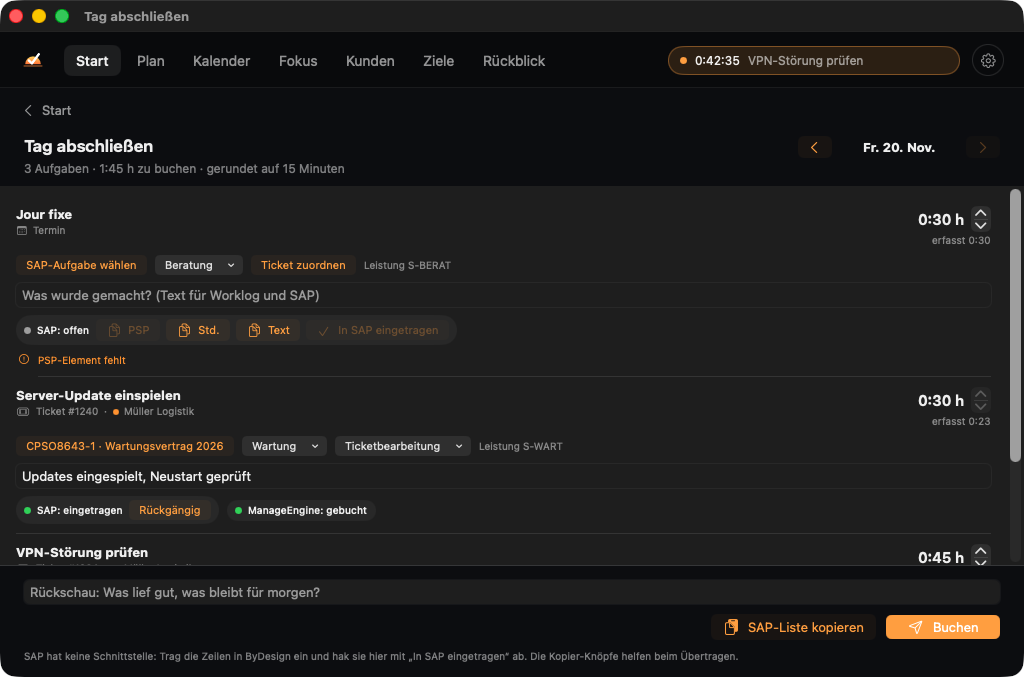 Tag abschließen
Start
Plan
Kalender
Fokus
Kunden
Ziele
Rückblick
0:42:35 VPN-Störung prüfen
Start
Tag abschließen
Fr. 20. Nov.
3 Aufgaben · 1:45 h zu buchen · gerundet auf 15 Minuten
Jour fixe
0:30 h
Termin
erfasst 0:30
SAP-Aufgabe wählen
Beratung
Ticket zuordnen
Leistung S-BERAT
Was wurde gemacht? (Text für Worklog und SAP)
SAP: offen
PSP
Std.
Text
In SAP eingetragen
PSP-Element fehlt
Server-Update einspielen
0:30 h
Ticket #1240 · Müller Logistik
erfasst 0:23
CPSO8643-1 · Wartungsvertrag 2026
Wartung
Ticketbearbeitung
Leistung S-WART
Updates eingespielt, Neustart geprüft
SAP: eingetragen
Rückgängig
ManageEngine: gebucht
VPN-Störung prüfen
0:45 h
Rückschau: Was lief gut, was bleibt für morgen?
SAP-Liste kopieren
Buchen
SAP hat keine Schnittstelle: Trag die Zeilen in ByDesign ein und hak sie hier mit „In SAP eingetragen“ ab. Die Kopier-Knöpfe helfen beim Übertragen.